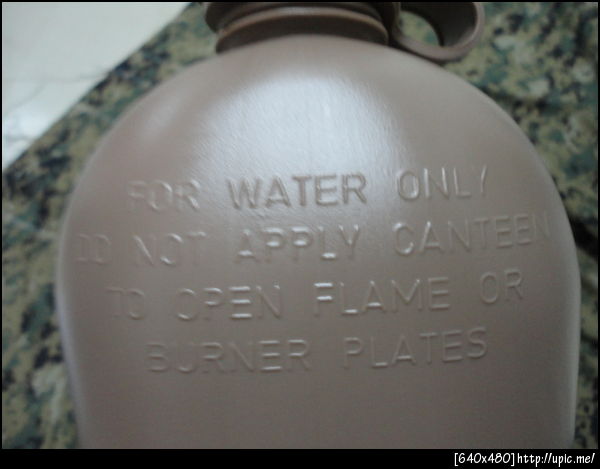 FOR WATER ONLY
DO NOT APPLY CANTEEN
TO OPEN FLAME OR
BURNER PLATES
[640x480]http://upic.me/